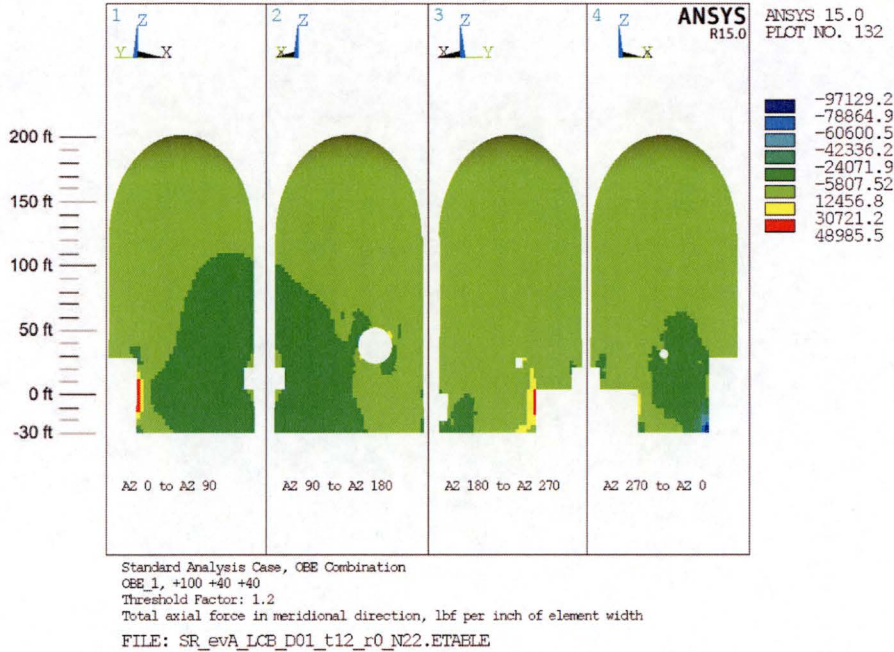 1
Z
Y
X
2
Z
X
3
Z
X
Y
4
Z
X
ANSYS
R15.0
ANSYS 15.0
PLOT NO. 132
-97129.2
-78864.9
-60600.5
-42336.2
-24071.9
-5807.52
12456.8
30721.2
48985.5
200 ft
150 ft
100 ft
50 ft
0 ft
-30 ft
AZ 0 to AZ 90
AZ 90 to AZ 180
AZ 180 to AZ 270
AZ 270 to AZ 0
Standard Analysis Case, OBE Combination
OBE_1, +100 +40 +40
Threshold Factor: 1.2
Total axial force in meridional direction, lbf per inch of element width
FILE: SR_evA_LCB_D01_t12_r0_N22.ETABLE